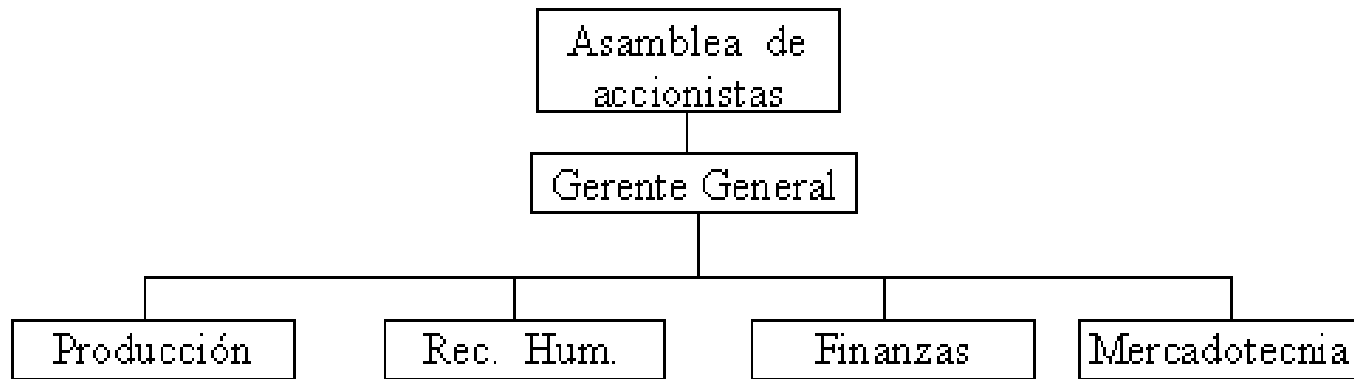 Asamblea de
accionistas
Gerente General
Producción
Rec. Hum.
Finanzas
Mercadotecnia